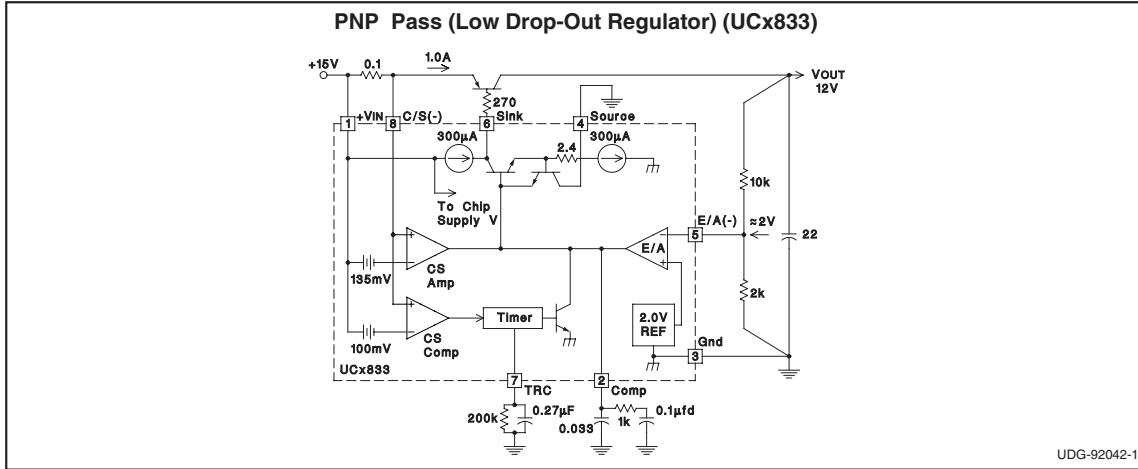 PNP Pass (Low Drop-Out Regulator) (UCx833)
+15V
0.1
1.0A
VOUT
12V
270
1
+VIN
8
C/S(-)
6
Sink
4
Source
300µA
2.4
300µA
To Chip
Supply V
10k
E/A(-)
5
≈2V
22
E/A
-
+
+
-
135mV
CS
Amp
2k
+
-
100mV
CS
Comp
Timer
2.0V
REF
Gnd
3
UCx833
7
TRC
2
Comp
200k
0.27µF
0.033
1k
0.1µfd
UDG-92042-1